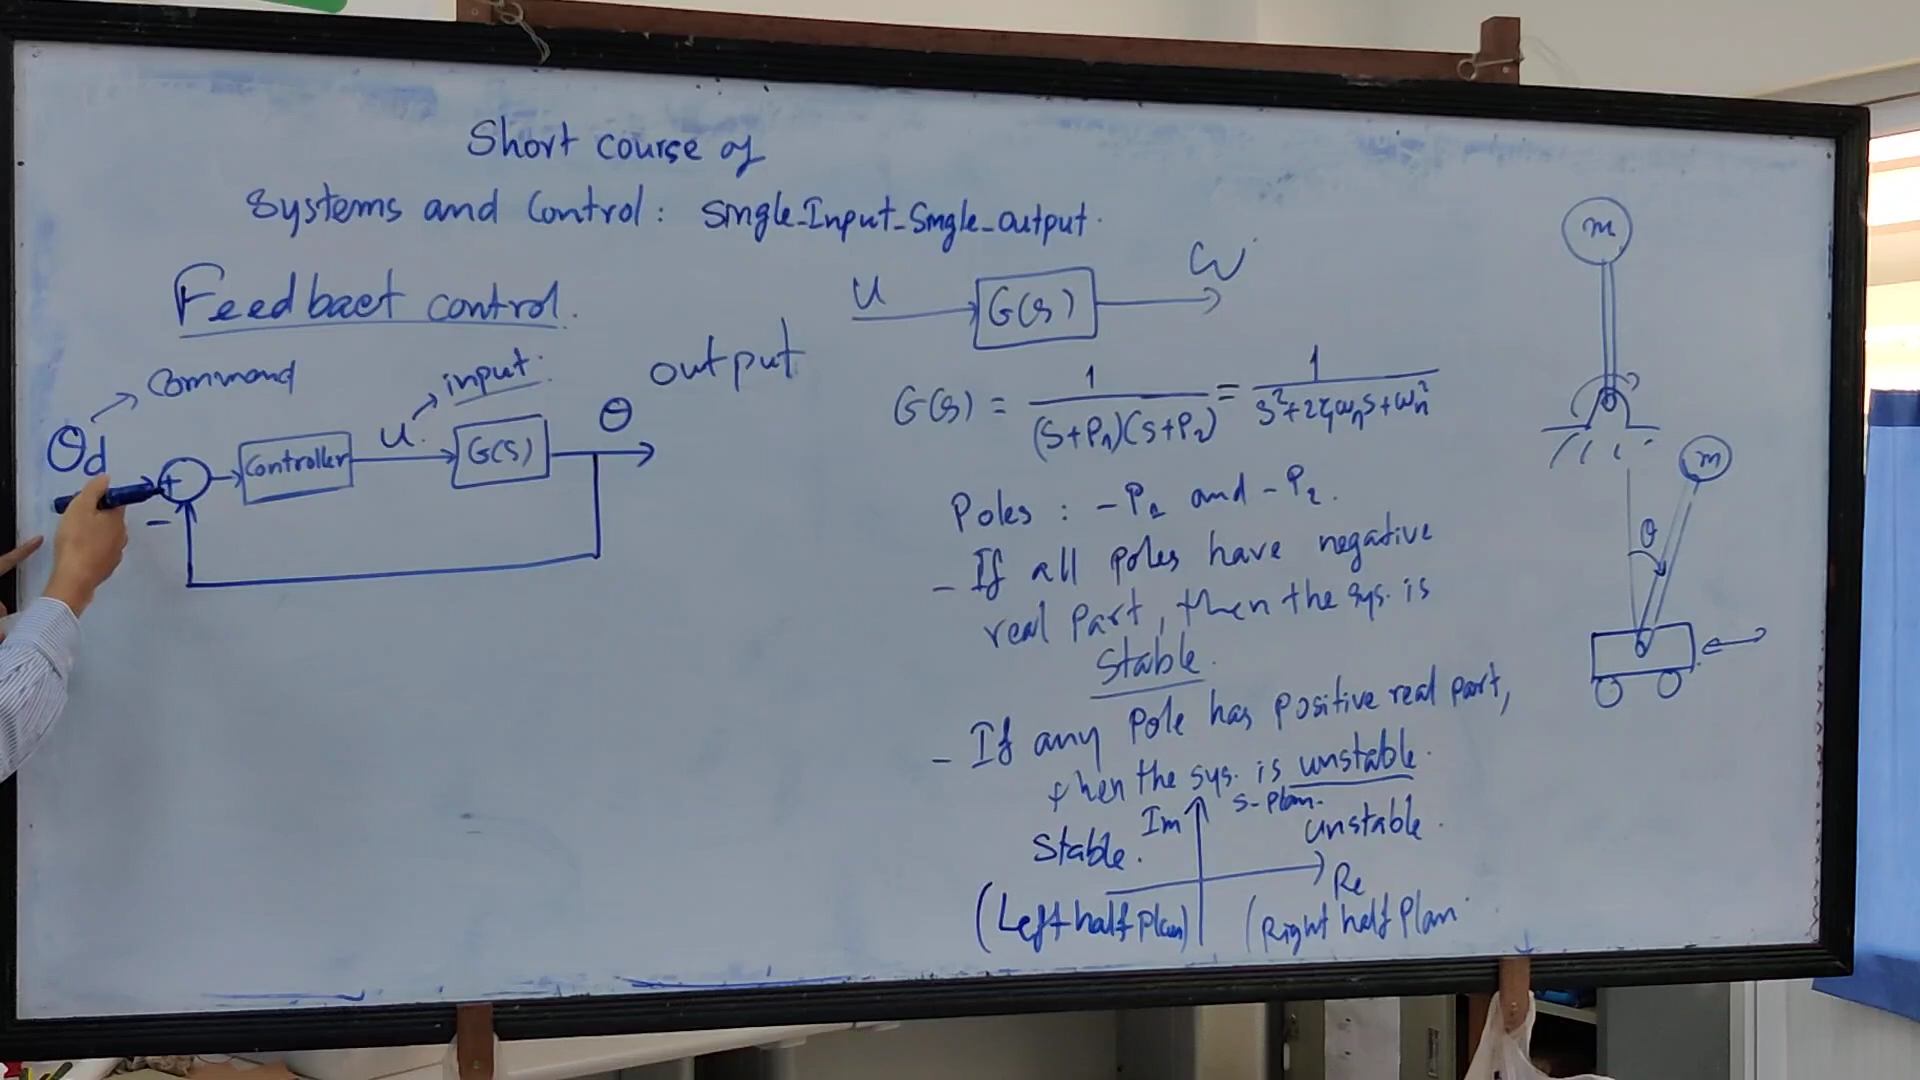 Short course of
Systems and Control: Single-Input-Single-output.
Feedback control.
Command
input.
output
θd
+
-
Controller
u.
G(s)
θ
u
G(s)
ω
G(s) = 1/((s+P1)(s+P2)) = 1/(s²+2ζωns+ωn²)
Poles: -P1 and -P2.
- If all poles have negative
real part, then the sys. is
Stable.
- If any pole has positive real part,
then the sys. is unstable.
s-plan.
Im
Stable.
unstable.
Re
(Left half plan)
(Right half plan
m
m
θ